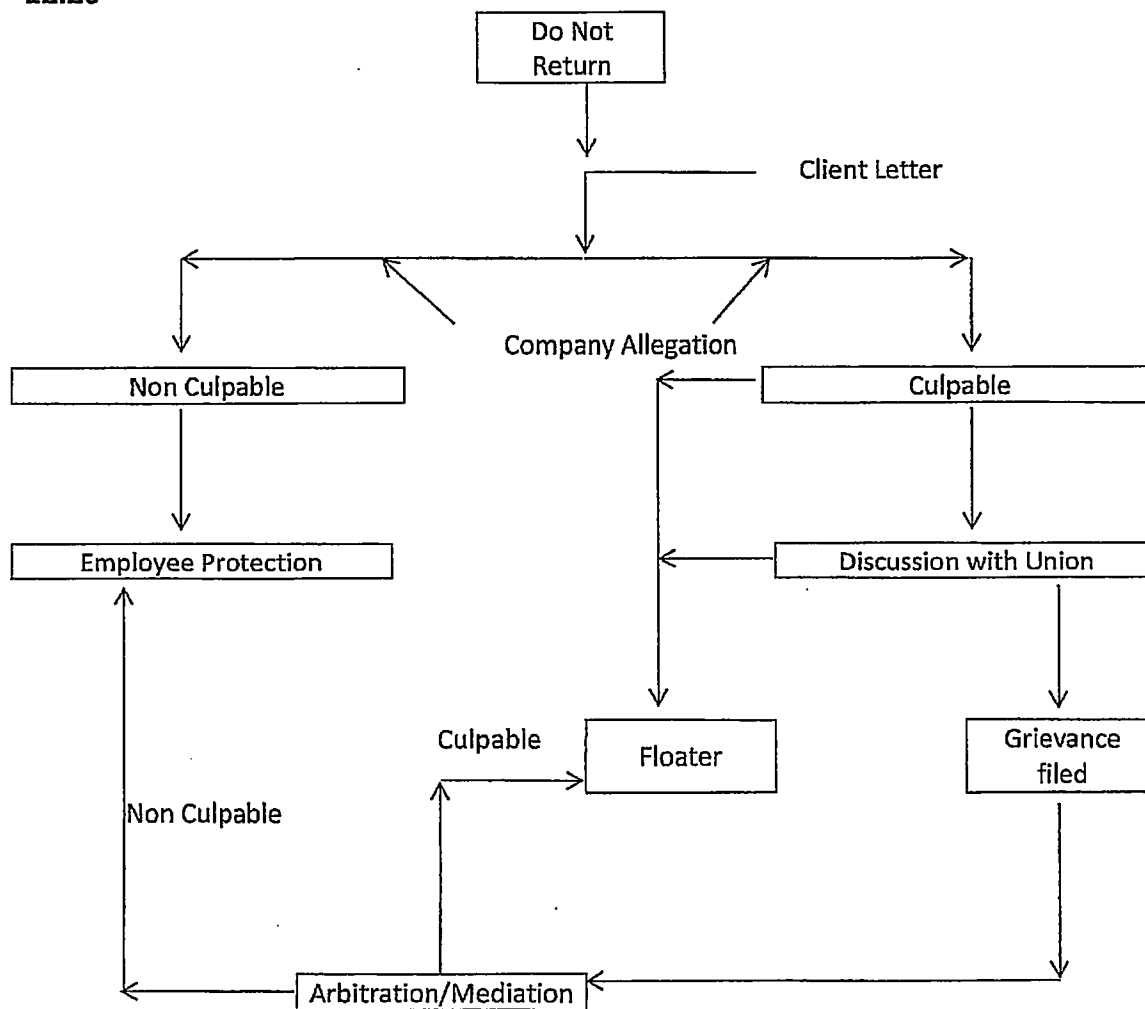 Do Not
Return
Client Letter
Company Allegation
Non Culpable
Culpable
Employee Protection
Discussion with Union
Culpable
Floater
Grievance
filed
Non Culpable
Arbitration/Mediation